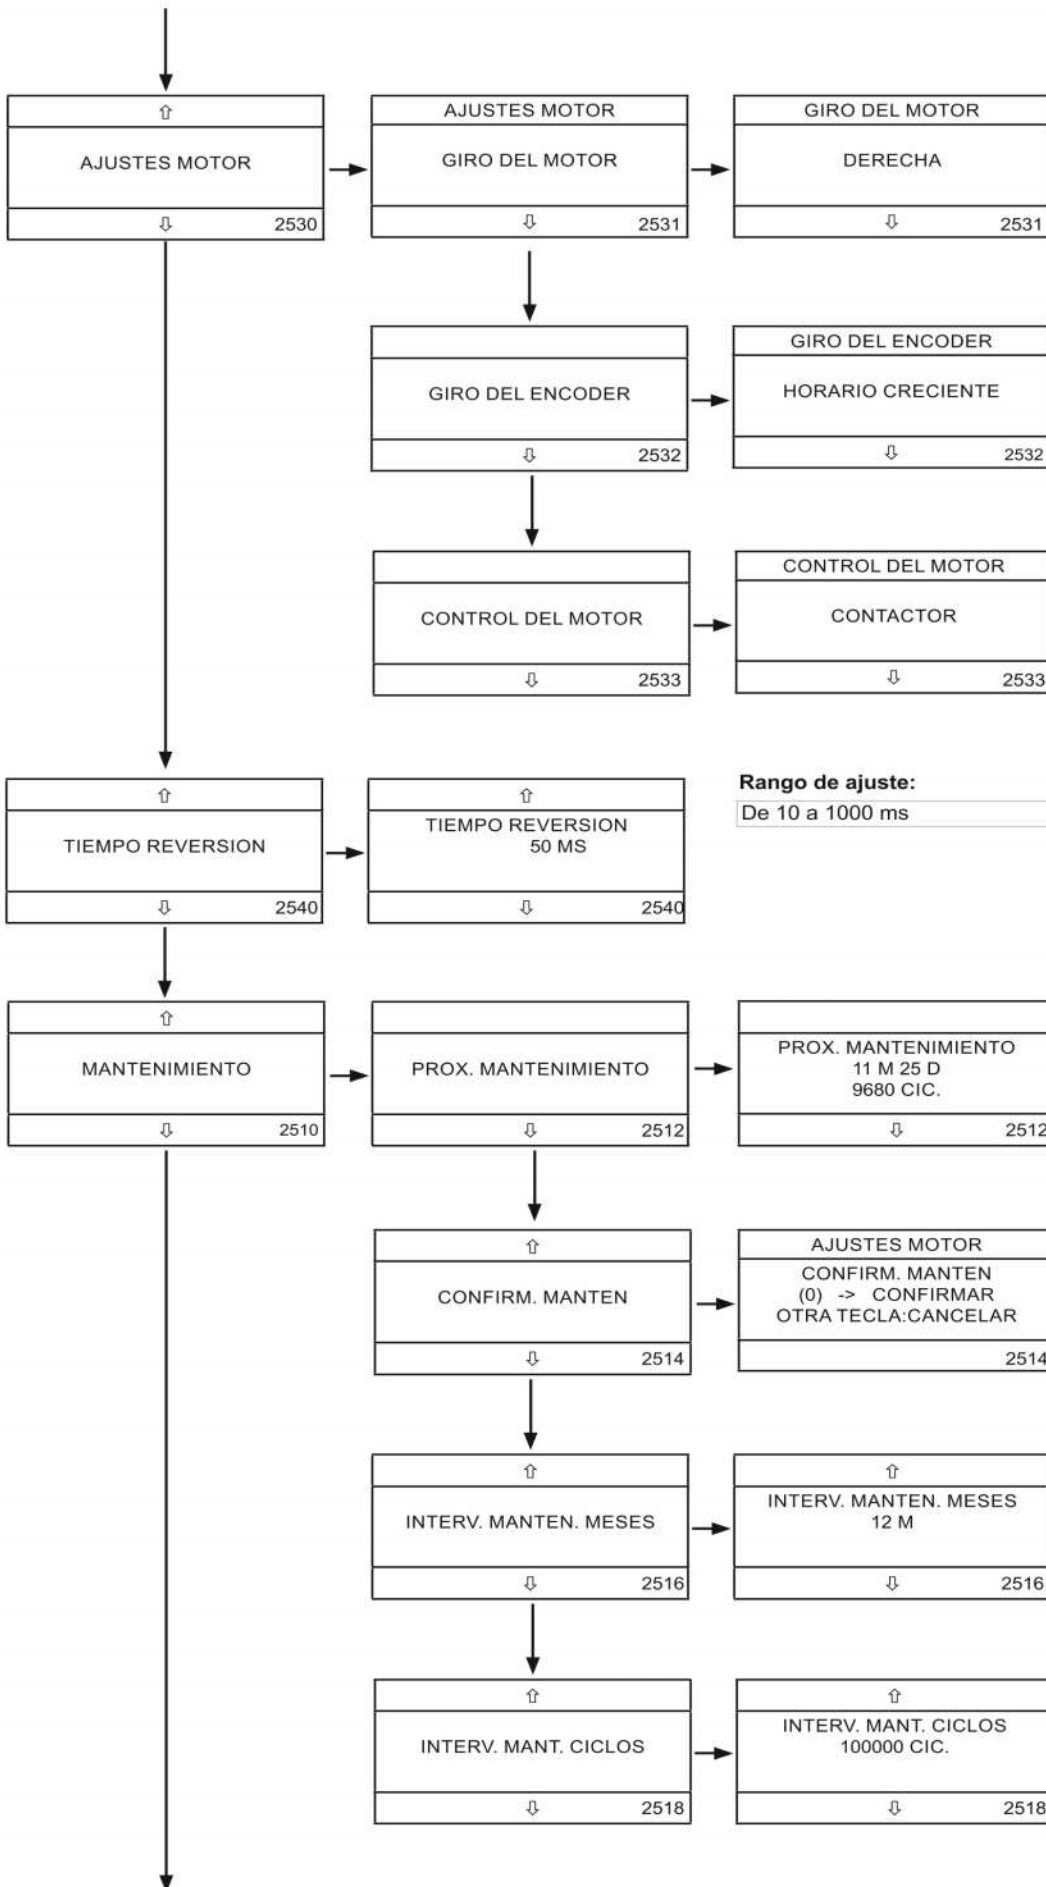 ⇧
AJUSTES MOTOR
⇩ 2530
AJUSTES MOTOR
GIRO DEL MOTOR
⇩ 2531
GIRO DEL MOTOR
DERECHA
⇩ 2531
GIRO DEL ENCODER
⇩ 2532
GIRO DEL ENCODER
HORARIO CRECIENTE
⇩ 2532
CONTROL DEL MOTOR
⇩ 2533
CONTROL DEL MOTOR
CONTACTOR
⇩ 2533
⇧
TIEMPO REVERSION
⇩ 2540
⇧
TIEMPO REVERSION
50 MS
⇩ 2540
Rango de ajuste:
De 10 a 1000 ms
⇧
MANTENIMIENTO
⇩ 2510
PROX. MANTENIMIENTO
⇩ 2512
PROX. MANTENIMIENTO
11 M 25 D
9680 CIC.
⇩ 2512
⇧
CONFIRM. MANTEN
⇩ 2514
AJUSTES MOTOR
CONFIRM. MANTEN
(0) -> CONFIRMAR
OTRA TECLA:CANCELAR
2514
⇧
INTERV. MANTEN. MESES
⇩ 2516
⇧
INTERV. MANTEN. MESES
12 M
⇩ 2516
⇧
INTERV. MANT. CICLOS
⇩ 2518
⇧
INTERV. MANT. CICLOS
100000 CIC.
⇩ 2518